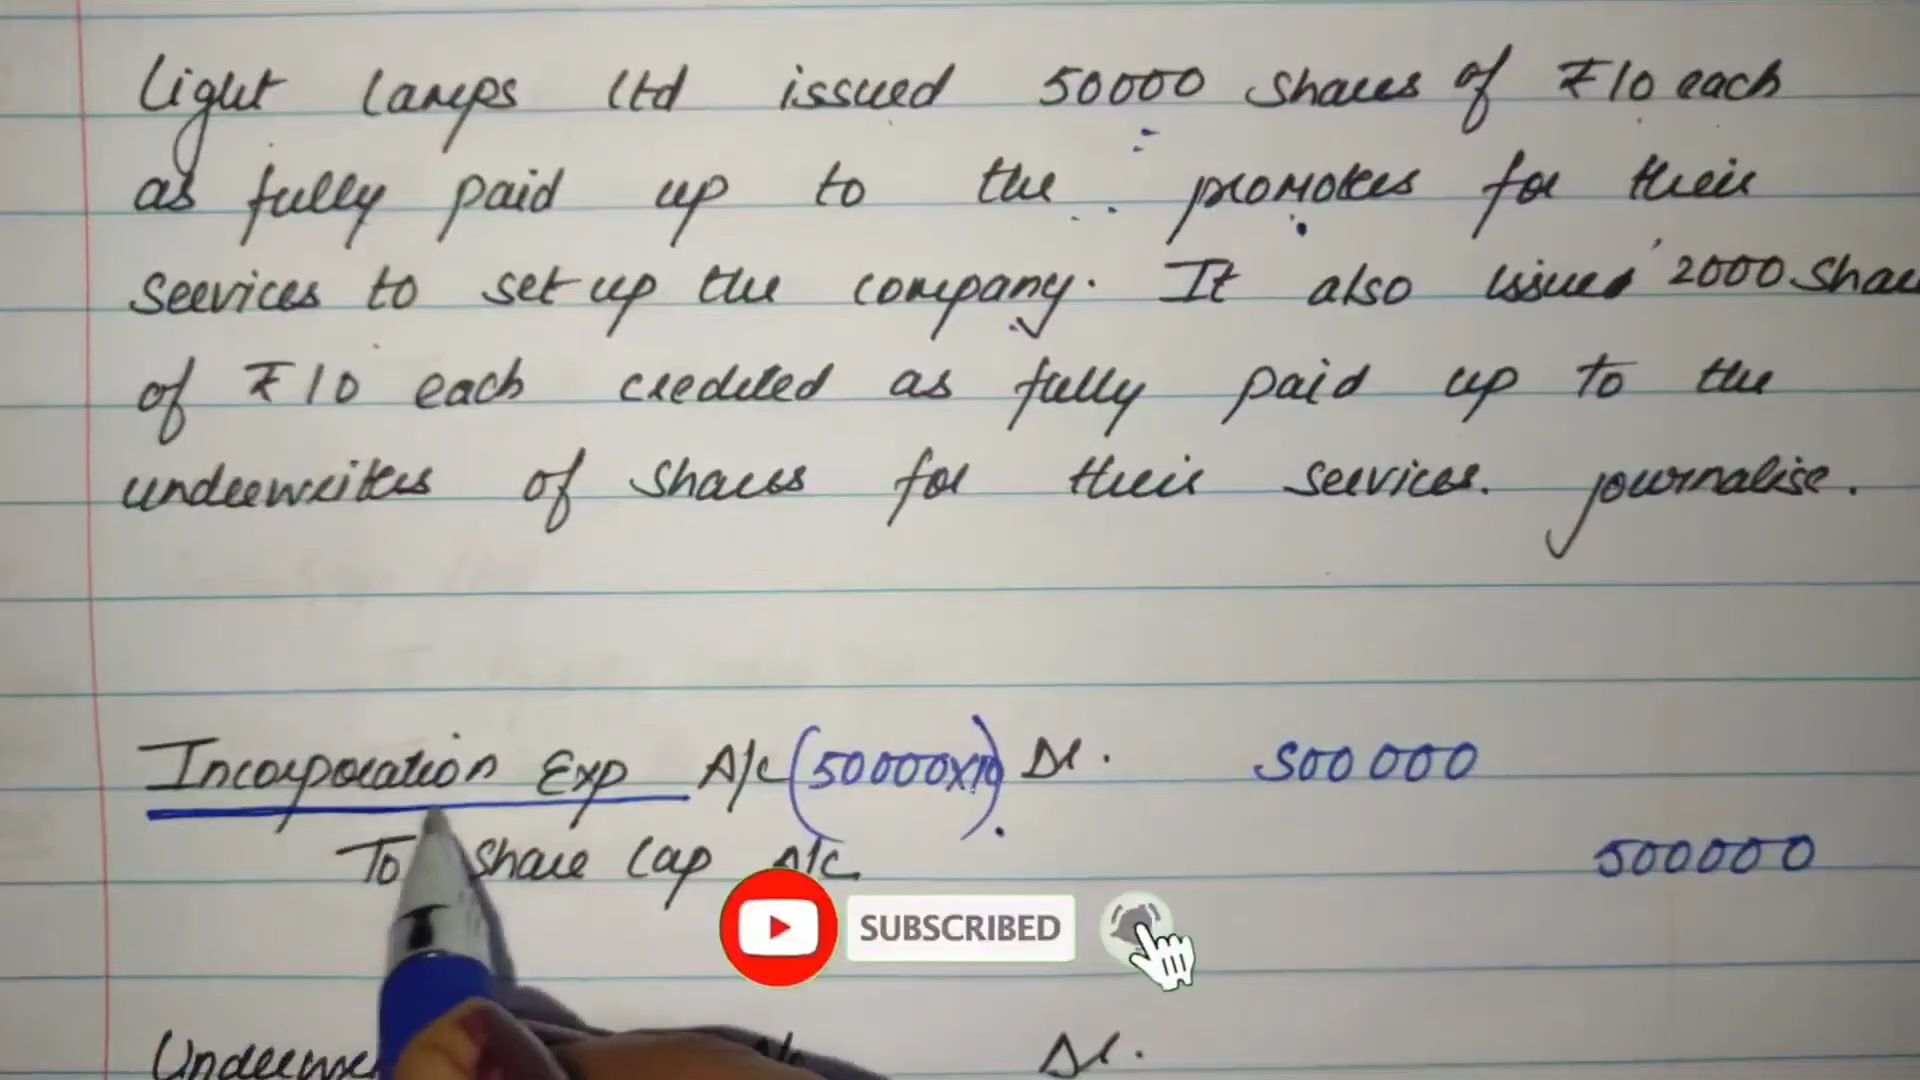 Light Lamps Ltd issued 50000 shares of ₹10 each
as fully paid up to the promoters for their
services to set up the company. It also issued 2000 Share
of ₹10 each credited as fully paid up to the
underwriters of shares for their services. journalise.
Incorporation Exp A/c (50000x10) Dr. 500000
To Share Cap A/c 500000
SUBSCRIBED
Dr.